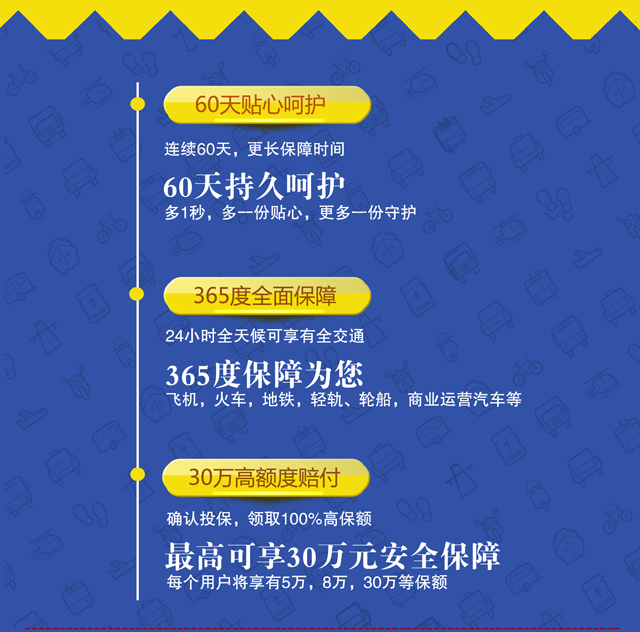 60天贴心呵护
连续60天，更长保障时间
60天持久呵护
多1秒，多一份贴心，更多一份守护
365度全面保障
24小时全天候可享有全交通
365度保障为您
飞机，火车，地铁，轻轨、轮船，商业运营汽车等
30万高额度赔付
确认投保，领取100%高保额
最高可享30万元安全保障
每个用户将享有5万，8万，30万等保额